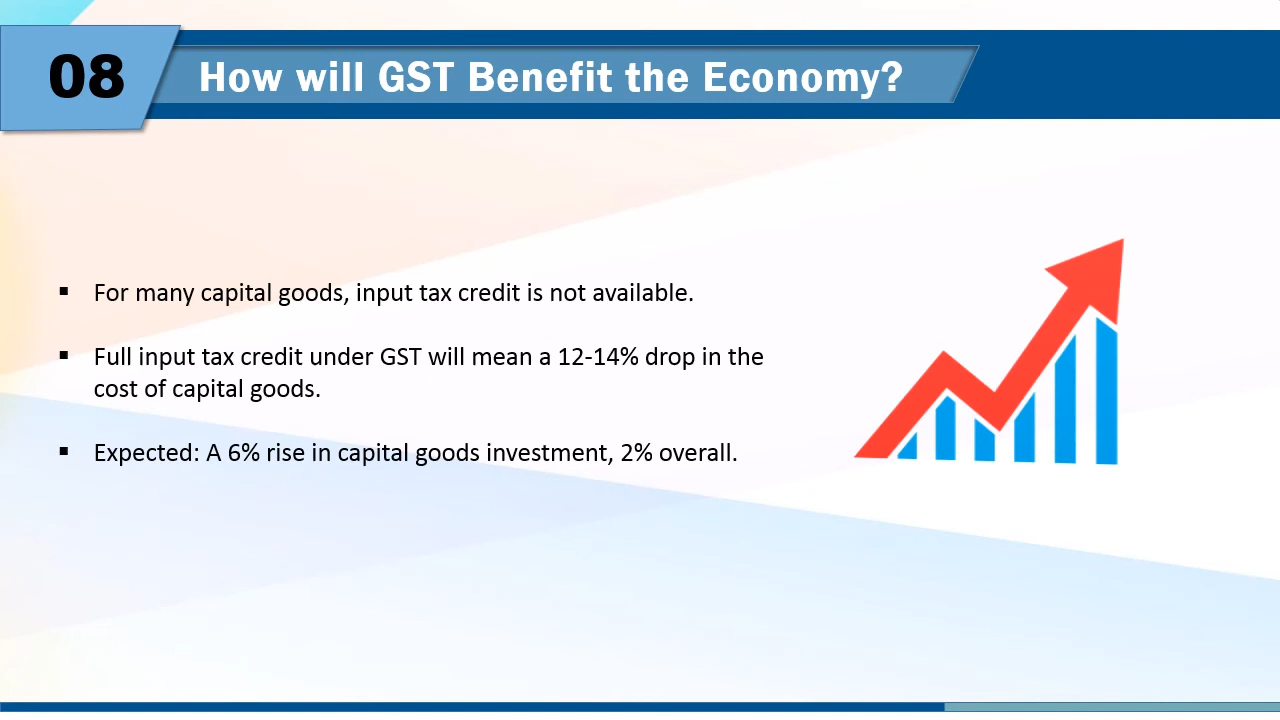 08
How will GST Benefit the Economy?
▪ For many capital goods, input tax credit is not available.
▪ Full input tax credit under GST will mean a 12-14% drop in the
cost of capital goods.
▪ Expected: A 6% rise in capital goods investment, 2% overall.